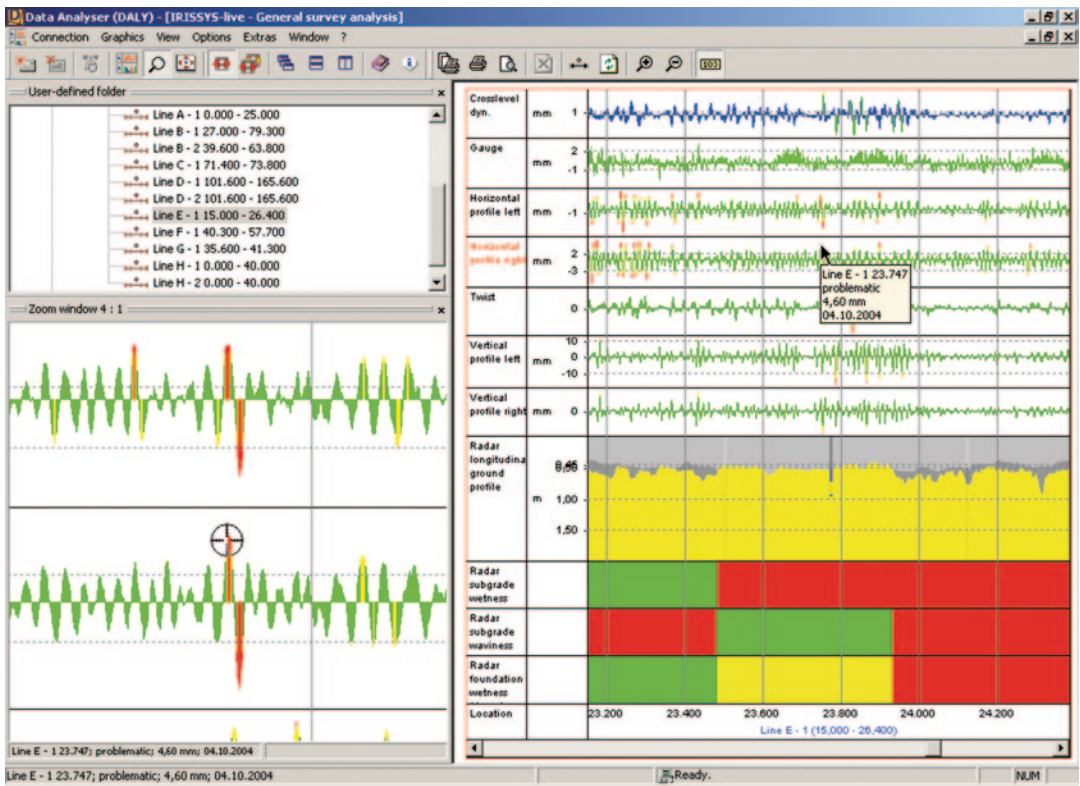 Data Analyser (DALY) - [IRISSYS-live - General survey analysis]
Connection Graphics View Options Extras Window ?
User-defined folder
Line A - 1 0.000 - 25.000
Line B - 1 27.000 - 79.300
Line B - 2 39.600 - 63.800
Line C - 1 71.400 - 73.800
Line D - 1 101.600 - 165.600
Line D - 2 101.600 - 165.600
Line E - 1 15.000 - 26.400
Line F - 1 40.300 - 57.700
Line G - 1 35.600 - 41.300
Line H - 1 0.000 - 40.000
Line H - 2 0.000 - 40.000
Zoom window 4 : 1
Line E - 1 23.747; problematic; 4,60 mm; 04.10.2004
Crosslevel
dyn. mm 1
Gauge
mm 2
-1
Horizontal
profile left mm -1
Horizontal
profile right mm 2
-3
Line E - 1 23.747
problematic
4,60 mm
04.10.2004
Twist
0
Vertical
profile left mm 10
0
-10
Vertical
profile right mm 0
Radar
longitudina
ground
profile
m 1,00
1,50
Radar
subgrade
wetness
Radar
subgrade
waviness
Radar
foundation
wetness
Location 23.200 23.400 23.600 23.800 24.000 24.200
Line E - 1 (15,000 - 26,400)
Line E - 1 23.747; problematic; 4,60 mm; 04.10.2004 Ready. NUM